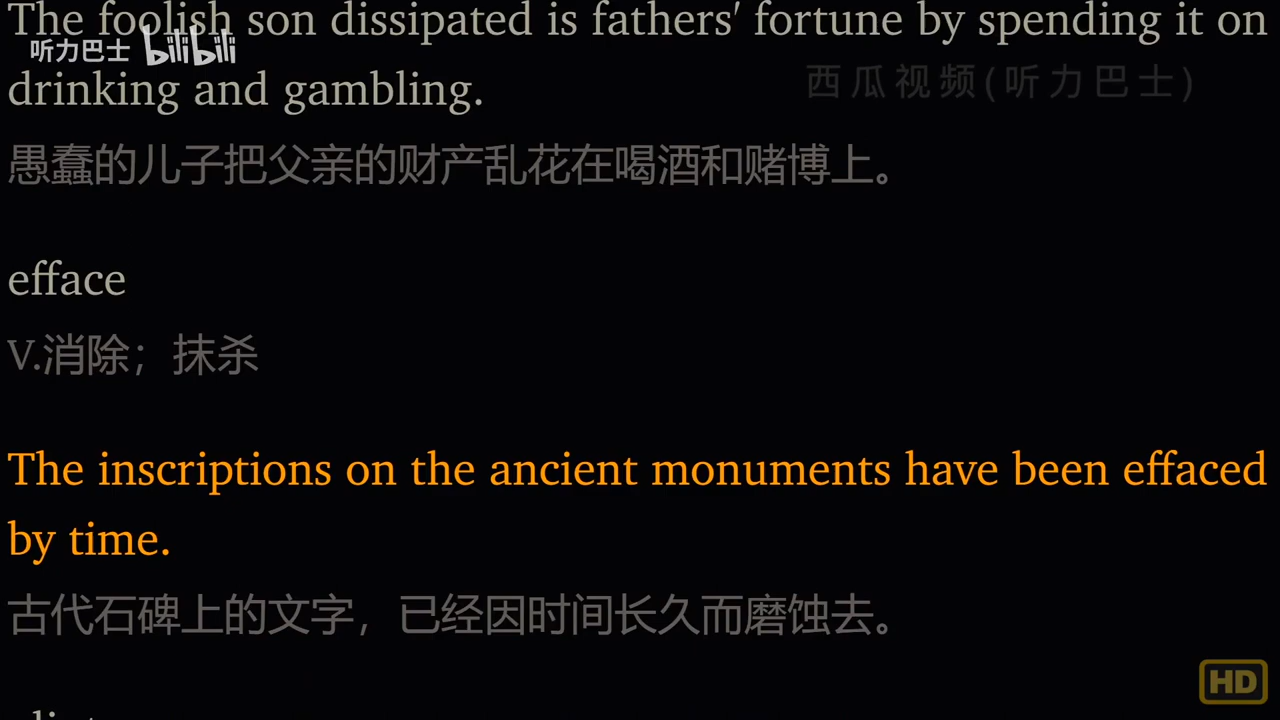 The foolish son dissipated is fathers' fortune by spending it on
听力巴士 bilibili
drinking and gambling.
西瓜视频(听力巴士)
愚蠢的儿子把父亲的财产乱花在喝酒和赌博上。
efface
V.消除；抹杀
The inscriptions on the ancient monuments have been effaced
by time.
古代石碑上的文字，已经因时间长久而磨蚀去。
HD